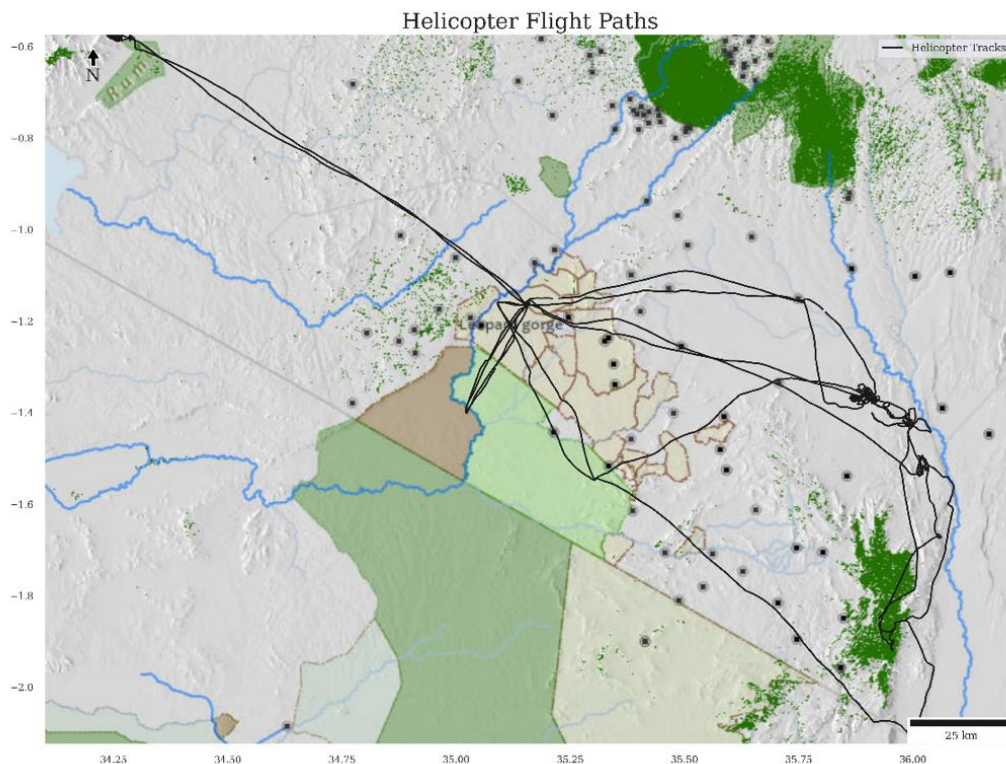 Helicopter Flight Paths
Helicopter Tracks
N
Ruma
Leopard gorge
25 km
−0.6
−0.8
−1.0
−1.2
−1.4
−1.6
−1.8
−2.0
34.25
34.50
34.75
35.00
35.25
35.50
35.75
36.00